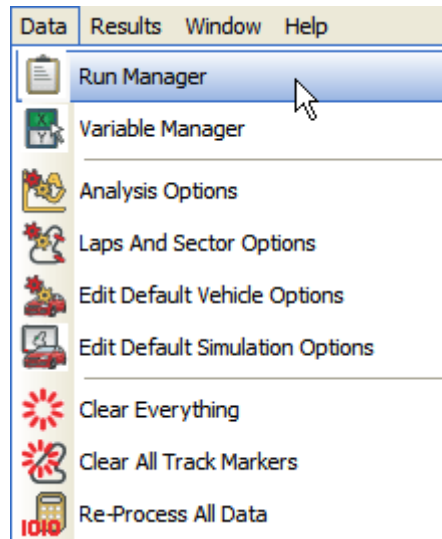 Data Results Window Help
Run Manager
X
Y
Variable Manager
Analysis Options
Laps And Sector Options
Edit Default Vehicle Options
Edit Default Simulation Options
Clear Everything
Clear All Track Markers
Re-Process All Data
1010